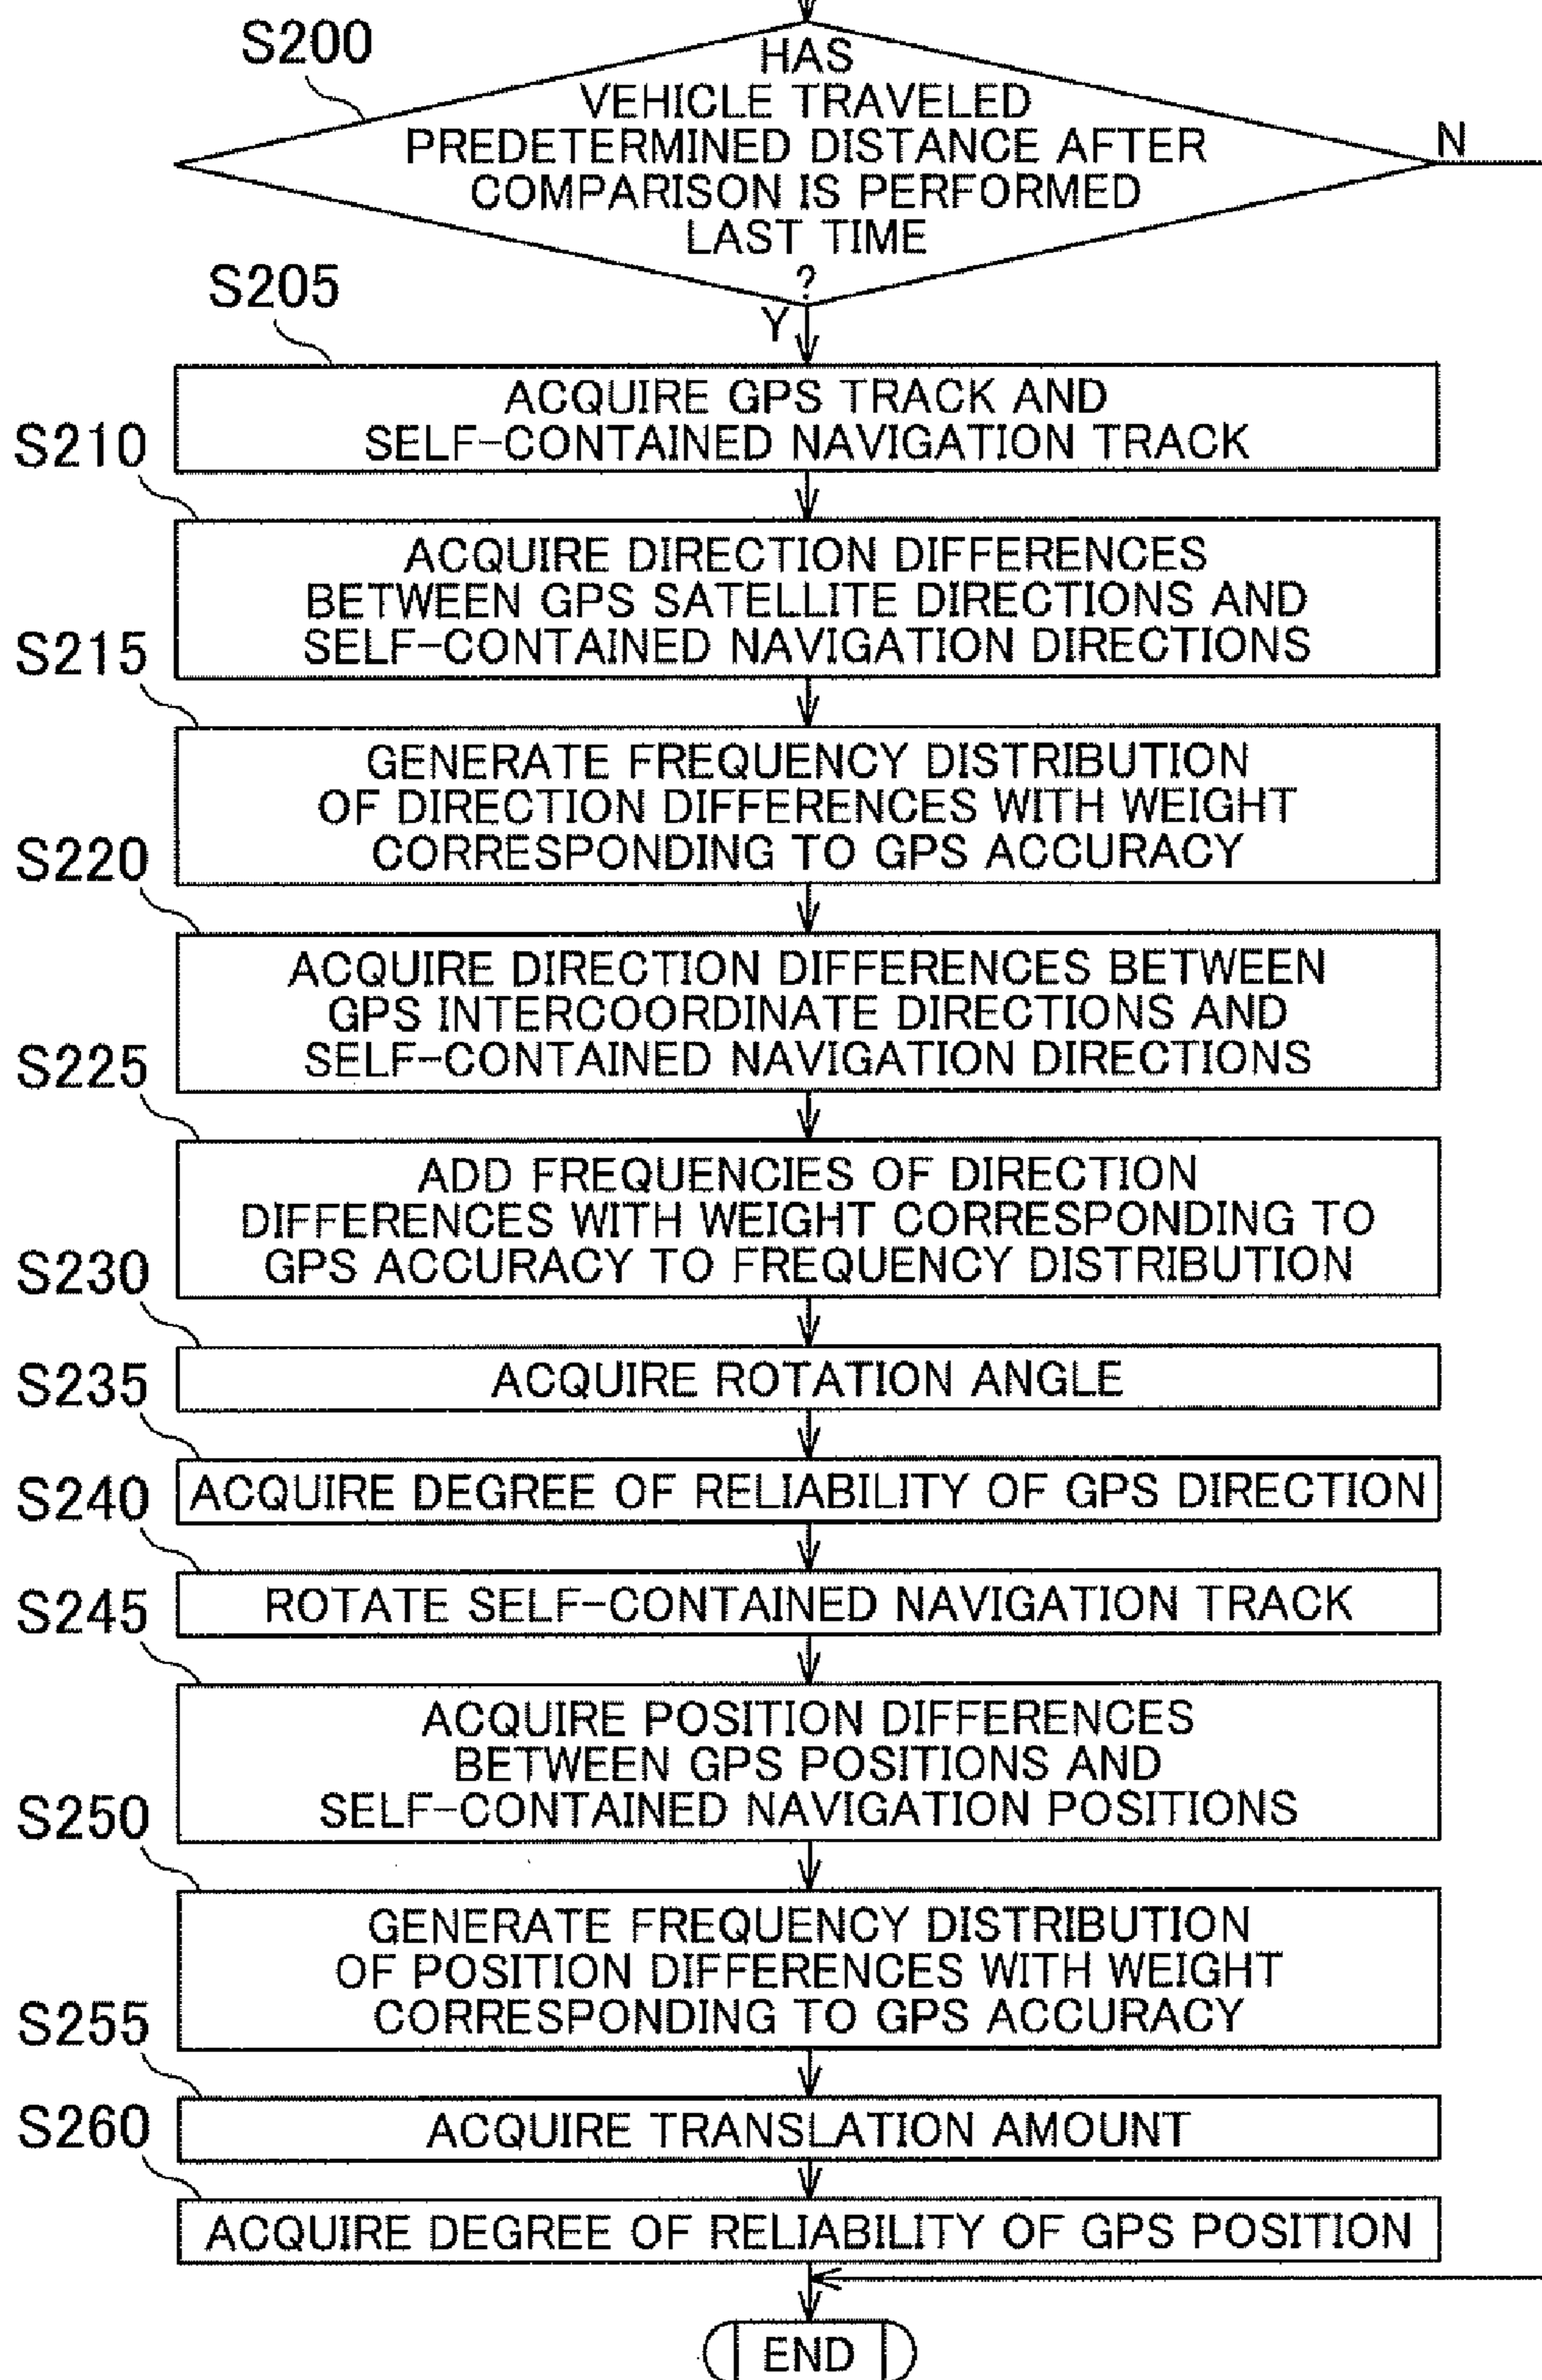 S200
HAS
VEHICLE TRAVELED
PREDETERMINED DISTANCE AFTER
COMPARISON IS PERFORMED
LAST TIME
?
N
Y
S205
ACQUIRE GPS TRACK AND
SELF-CONTAINED NAVIGATION TRACK
S210
ACQUIRE DIRECTION DIFFERENCES
BETWEEN GPS SATELLITE DIRECTIONS AND
SELF-CONTAINED NAVIGATION DIRECTIONS
S215
GENERATE FREQUENCY DISTRIBUTION
OF DIRECTION DIFFERENCES WITH WEIGHT
CORRESPONDING TO GPS ACCURACY
S220
ACQUIRE DIRECTION DIFFERENCES BETWEEN
GPS INTERCOORDINATE DIRECTIONS AND
SELF-CONTAINED NAVIGATION DIRECTIONS
S225
ADD FREQUENCIES OF DIRECTION
DIFFERENCES WITH WEIGHT CORRESPONDING TO
GPS ACCURACY TO FREQUENCY DISTRIBUTION
S230
ACQUIRE ROTATION ANGLE
S235
ACQUIRE DEGREE OF RELIABILITY OF GPS DIRECTION
S240
ROTATE SELF-CONTAINED NAVIGATION TRACK
S245
ACQUIRE POSITION DIFFERENCES
BETWEEN GPS POSITIONS AND
SELF-CONTAINED NAVIGATION POSITIONS
S250
GENERATE FREQUENCY DISTRIBUTION
OF POSITION DIFFERENCES WITH WEIGHT
CORRESPONDING TO GPS ACCURACY
S255
ACQUIRE TRANSLATION AMOUNT
S260
ACQUIRE DEGREE OF RELIABILITY OF GPS POSITION
END